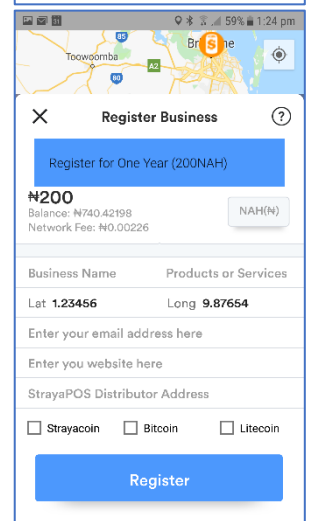 59% 1:24 pm
85
Toowoomba
A2
80
Register Business
?
Register for One Year (200NAH)
₦200
Balance: ₦740.42198
NAH(₦)
Network Fee: ₦0.00226
Business Name Products or Services
Lat 1.23456 Long 9.87654
Enter your email address here
Enter you website here
StrayaPOS Distributor Address
Strayacoin Bitcoin Litecoin
Register